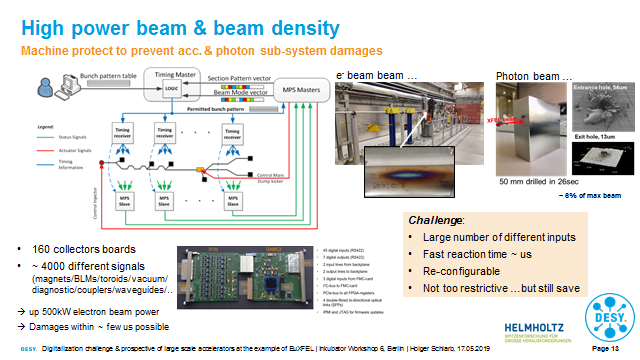 High power beam & beam density
Machine protect to prevent acc. & photon sub-system damages
Bunch pattern table
Timing Master
LOGIC
Section Pattern vector
Beam Mode vector
MPS Masters
Permitted bunch pattern
Legend:
Status Signals
Actuator Signals
Timing
Information
Timing
receiver
Timing
receiver
Timing
receiver
Control Main
Dump kicker
Control Injector
MPS
Slave
MPS
Slave
MPS
Slave
e- beam beam …
Photon beam …
Entrance hole, 54um
XFEL
Exit hole, 13um
50 mm drilled in 26sec
~ 6% of max beam
• 160 collectors boards
• ~ 4000 different signals
(magnets/BLMs/toroids/vacuum/
diagnostic/couplers/waveguides/..
→ up 500kW electron beam power
→ Damages within ~ few us possible
RTM
DAMC2
• 45 digital inputs (RS422)
• 7 digital outputs (RS422)
• 2 input lines from backplanes
• 2 output lines to backplane
• 3 digital inputs from FMC-card
• I²C-bus to FMC-card
• PCIe-bus to all FPGA-registers
• 4 double-fibred bi-directional optical
links (SFPs)
• IPMI and JTAG for firmware updates
Challenge:
• Large number of different inputs
• Fast reaction time ~ us
• Re-configurable
• Not too restrictive …but still save
HELMHOLTZ
SPITZENFORSCHUNG FÜR
GROSSE HERAUSFORDERUNGEN
DESY.
DESY. Digitalization challenge & prospective of large scale accelerators at the example of EuXFEL | Inkubator Workshop 6, Berlin | Holger Schlarb, 17.05.2019
Page 13